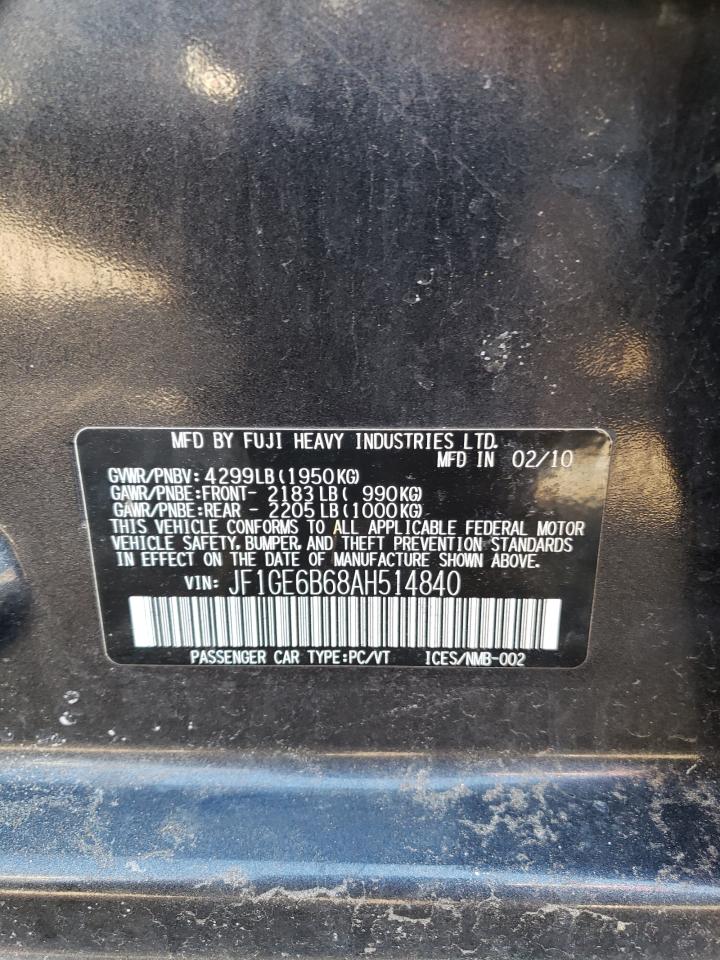 MFD BY FUJI HEAVY INDUSTRIES LTD.
MFD IN 02/10
GVWR/PNBV: 4299LB(1950KG)
GAWR/PNBE:FRONT- 2183LB( 990KG)
GAWR/PNBE:REAR - 2205LB(1000KG)
THIS VEHICLE CONFORMS TO ALL APPLICABLE FEDERAL MOTOR
VEHICLE SAFETY, BUMPER, AND THEFT PREVENTION STANDARDS
IN EFFECT ON THE DATE OF MANUFACTURE SHOWN ABOVE.
VIN: JF1GE6B68AH514840
PASSENGER CAR TYPE:PC/VT ICES/NMB-002